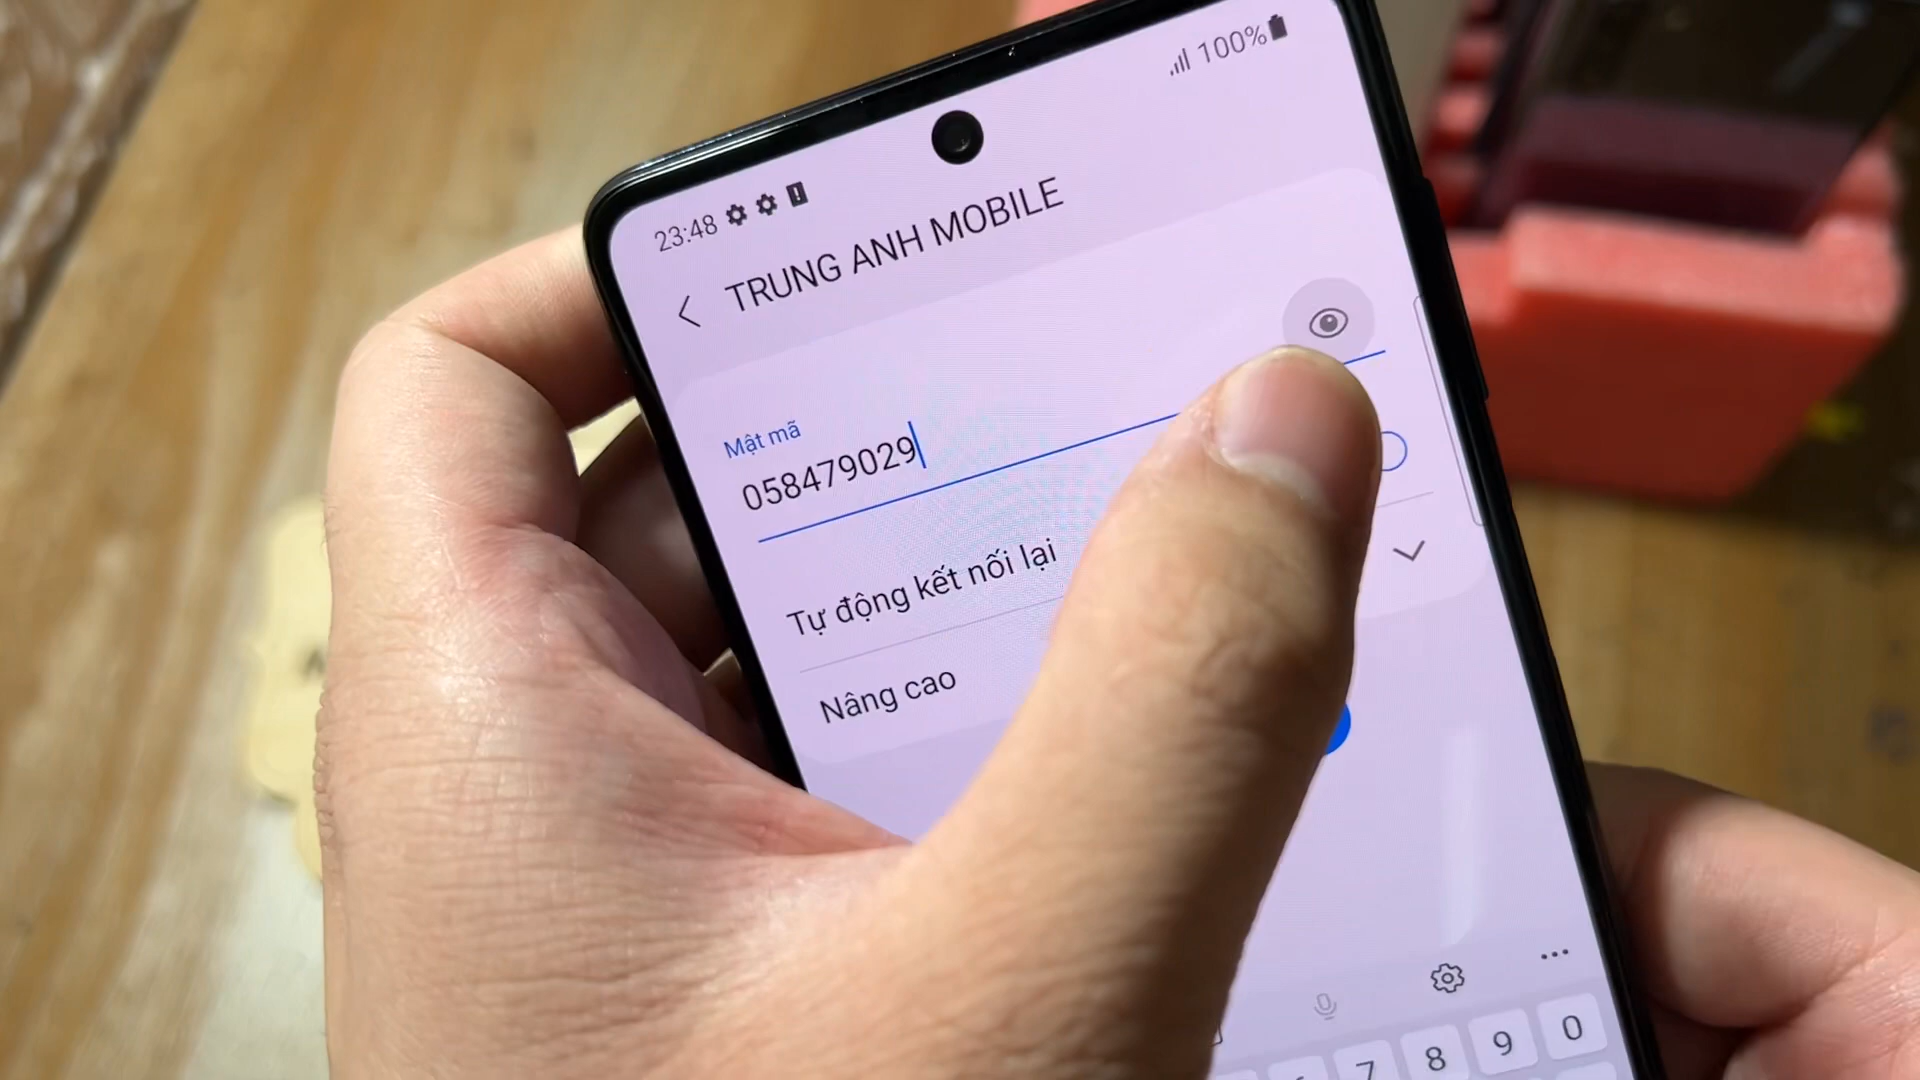 100%
23:48
TRUNG ANH MOBILE
Mật mã
058479029
Tự động kết nối lại
Nâng cao
7 8 9 0